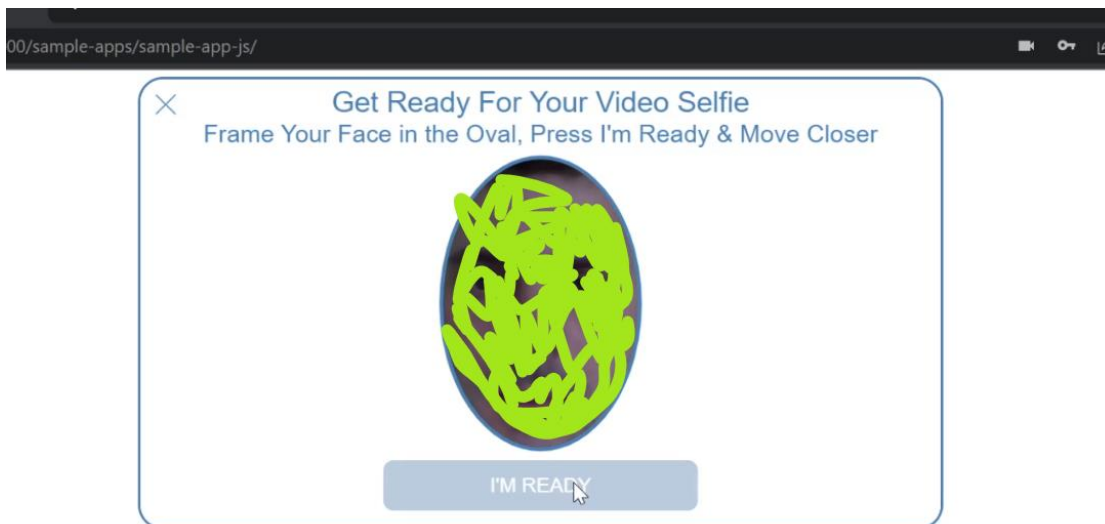 00/sample-apps/sample-app-js/
Get Ready For Your Video Selfie
Frame Your Face in the Oval, Press I'm Ready & Move Closer
I'M READY